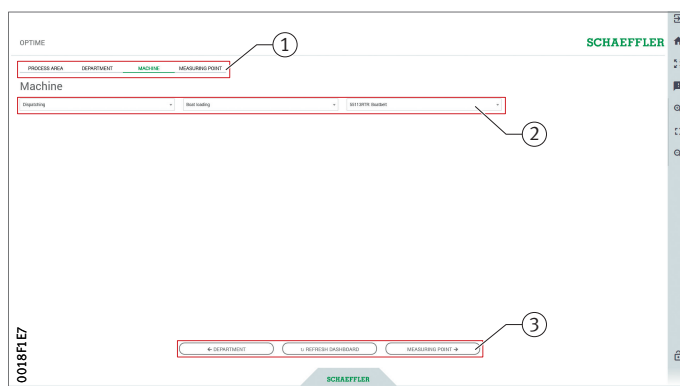 OPTIME
SCHAEFFLER
1
PROCESS AREA DEPARTMENT MACHINE MEASURING POINT
Machine
Dispatching Boat loading
2
3
← DEPARTMENT ↻ REFRESH DASHBOARD MEASURING POINT →
SCHAEFFLER
0018F1E7